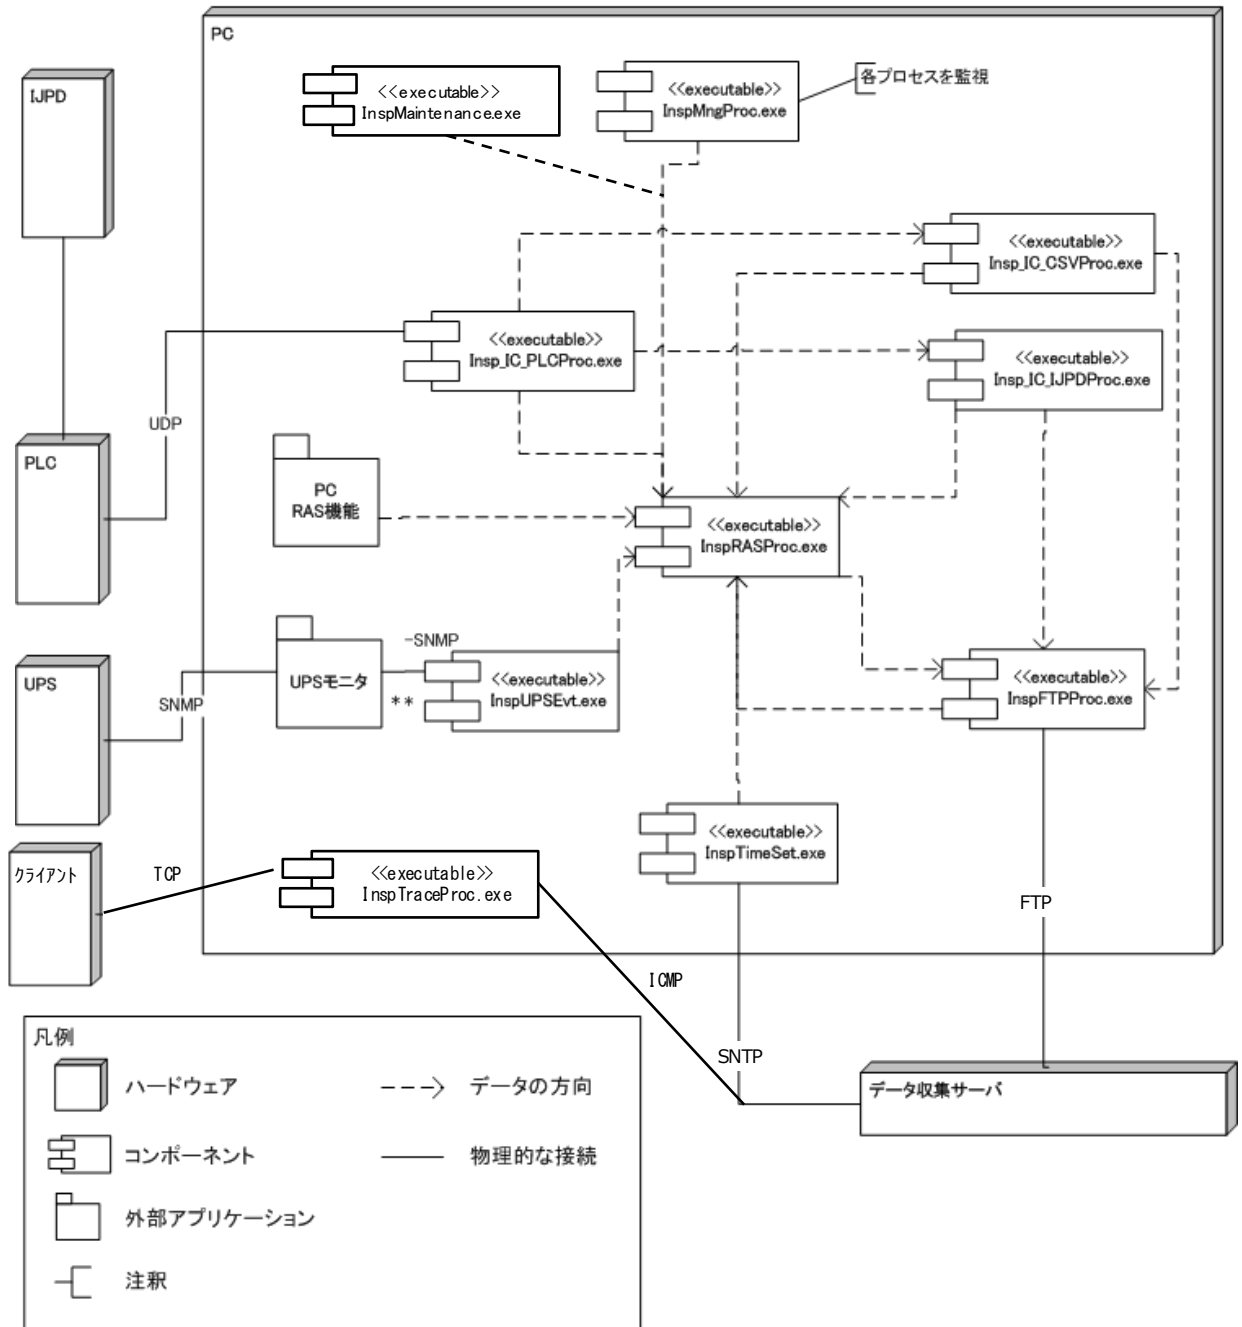 PC
IJPD
<<executable>>
InspMaintenance.exe
<<executable>>
InspMngProc.exe
各プロセスを監視
<<executable>>
Insp_IC_CSVProc.exe
<<executable>>
Insp_IC_PLCProc.exe
<<executable>>
Insp_IC_IJPDProc.exe
UDP
PLC
PC
RAS機能
<<executable>>
InspRASProc.exe
UPS
SNMP
UPSモニタ
-SNMP
**
<<executable>>
InspUPSEvt.exe
<<executable>>
InspFTPProc.exe
<<executable>>
InspTimeSet.exe
クライアント
TCP
<<executable>>
InspTraceProc.exe
FTP
ICMP
SNTP
データ収集サーバ
凡例
ハードウェア
データの方向
コンポーネント
物理的な接続
外部アプリケーション
注釈